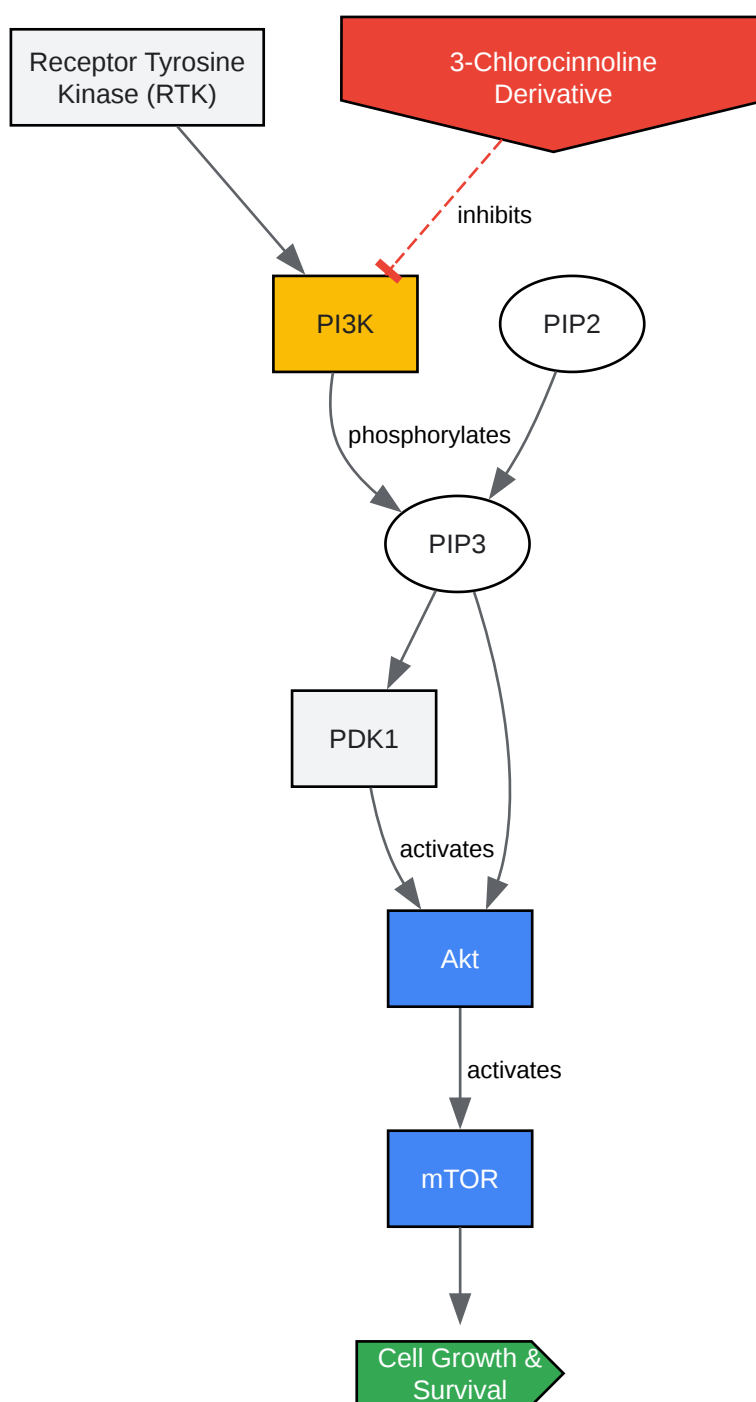 Receptor Tyrosine
Kinase (RTK)
3-Chlorocinnoline
Derivative
inhibits
PI3K
PIP2
phosphorylates
PIP3
PDK1
activates
Akt
activates
mTOR
Cell Growth &
Survival